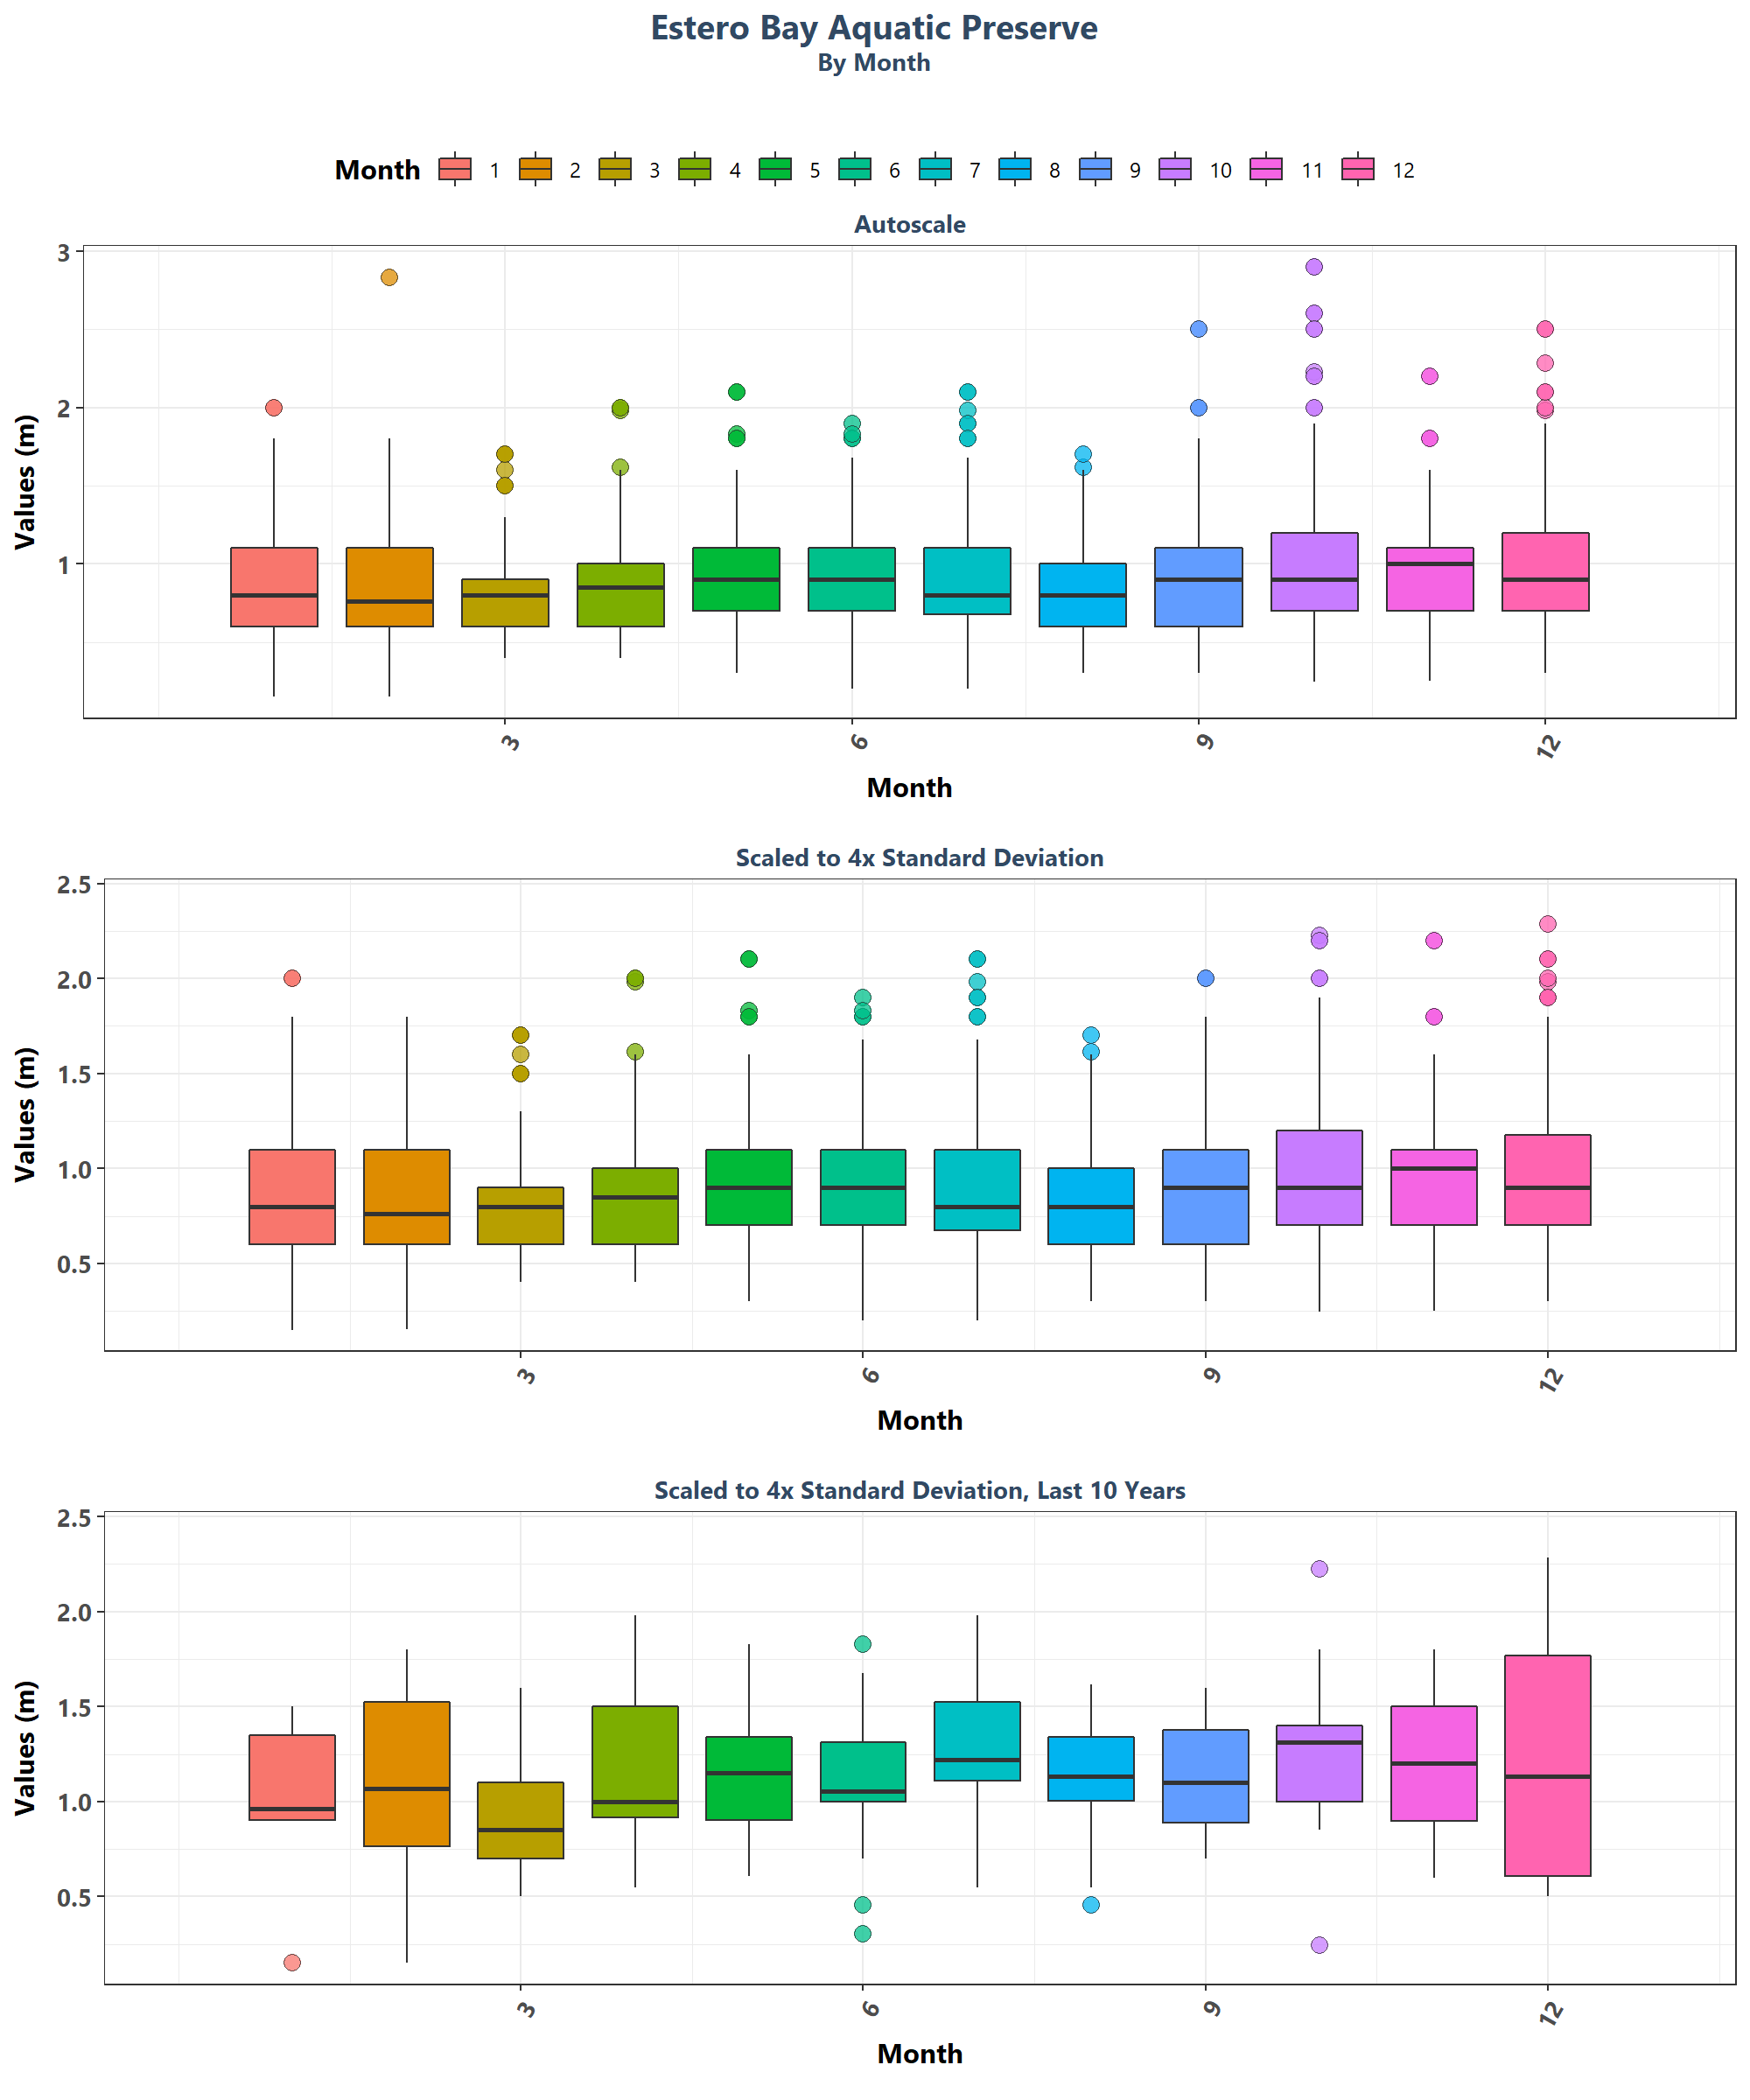 Estero Bay Aquatic Preserve
By Month
Month 1 2 3 4 5 6 7 8 9 10 11 12
Autoscale
Values (m)
3
2
1
3 6 9 12
Month
Scaled to 4x Standard Deviation
Values (m)
2.5
2.0
1.5
1.0
0.5
3 6 9 12
Month
Scaled to 4x Standard Deviation, Last 10 Years
Values (m)
2.5
2.0
1.5
1.0
0.5
3 6 9 12
Month